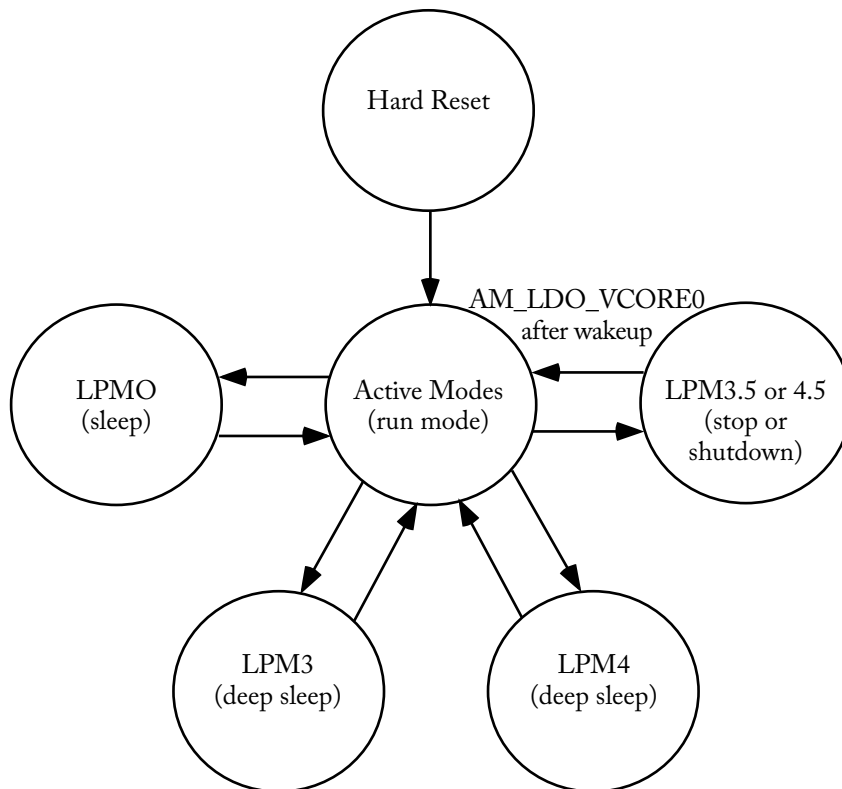 Hard Reset
AM_LDO_VCORE0
after wakeup
LPMO
(sleep)
Active Modes
(run mode)
LPM3.5 or 4.5
(stop or
shutdown)
LPM3
(deep sleep)
LPM4
(deep sleep)